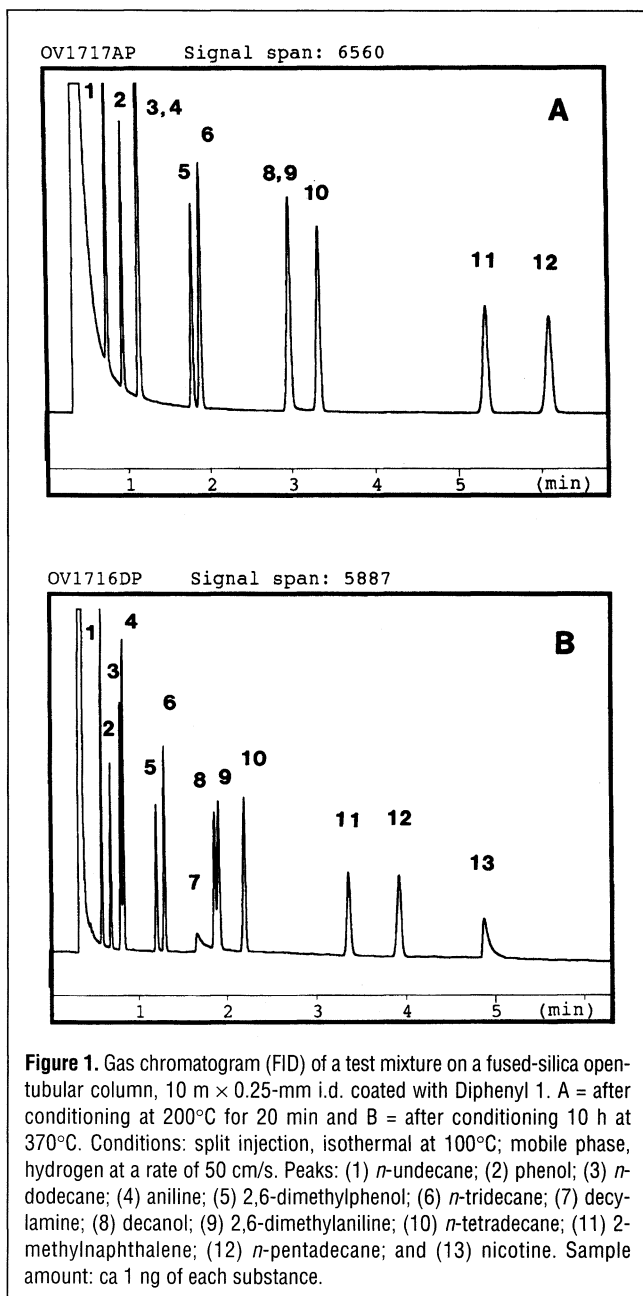 OV1717AP Signal span: 6560
A
1 2 3,4
6
5 8,9 10
11 12
1 2 3 4 5 (min)
OV1716DP Signal span: 5887
B
1 4
3
2 6
5 8 9 10
7 11 12 13
1 2 3 4 5 (min)
Figure 1. Gas chromatogram (FID) of a test mixture on a fused-silica open-
tubular column, 10 m × 0.25-mm i.d. coated with Diphenyl 1. A = after
conditioning at 200°C for 20 min and B = after conditioning 10 h at
370°C. Conditions: split injection, isothermal at 100°C; mobile phase,
hydrogen at a rate of 50 cm/s. Peaks: (1) n-undecane; (2) phenol; (3) n-
dodecane; (4) aniline; (5) 2,6-dimethylphenol; (6) n-tridecane; (7) decy-
lamine; (8) decanol; (9) 2,6-dimethylaniline; (10) n-tetradecane; (11) 2-
methylnaphthalene; (12) n-pentadecane; and (13) nicotine. Sample
amount: ca 1 ng of each substance.